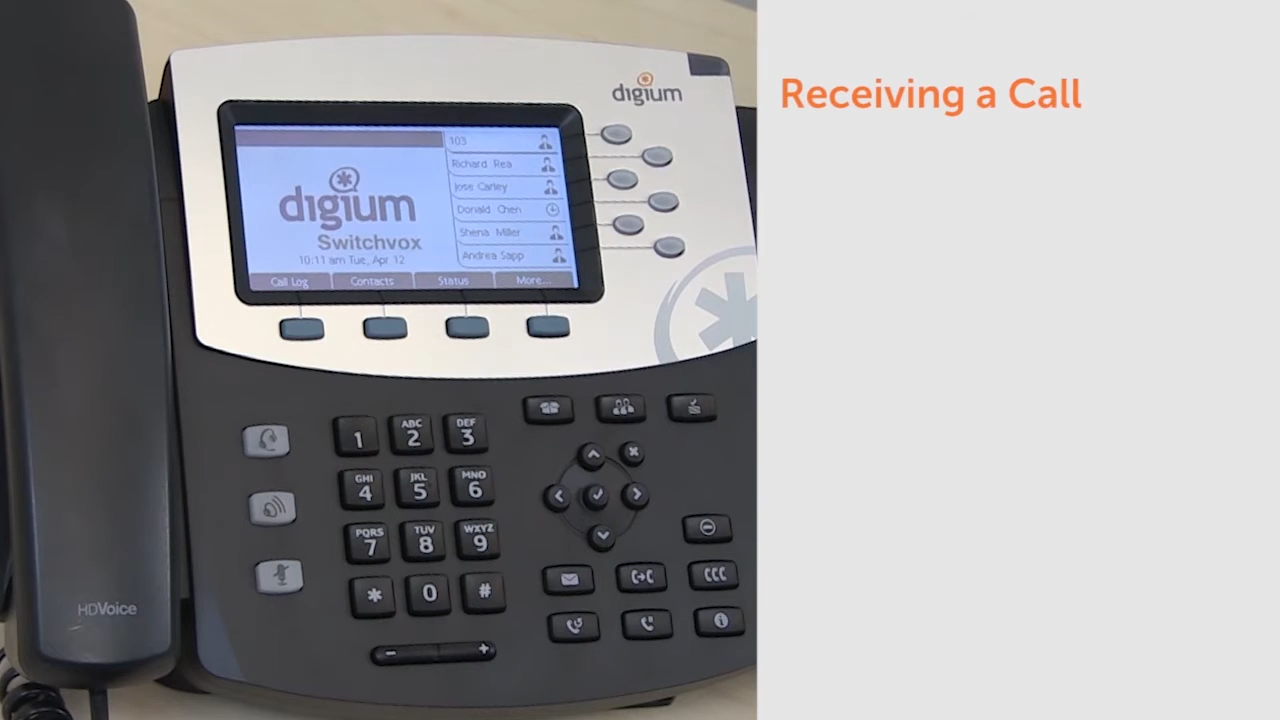 Receiving a Call
digium
103
Richard Rea
Jose Carley
Donald Chen
Shena Miller
Andrea Sapp
digium
Switchvox
10:11 am Tue, Apr 12
Call Log Contacts Status More...
1 ABC 2 DEF 3
GHI 4 JKL 5 MNO 6
PQRS 7 TUV 8 WXYZ 9
* 0 #
- +
HDVoice